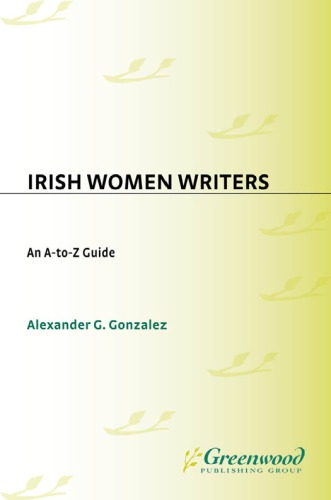 IRISH WOMEN WRITERS
An A-to-Z Guide
Alexander G. Gonzalez
Greenwood
PUBLISHING GROUP